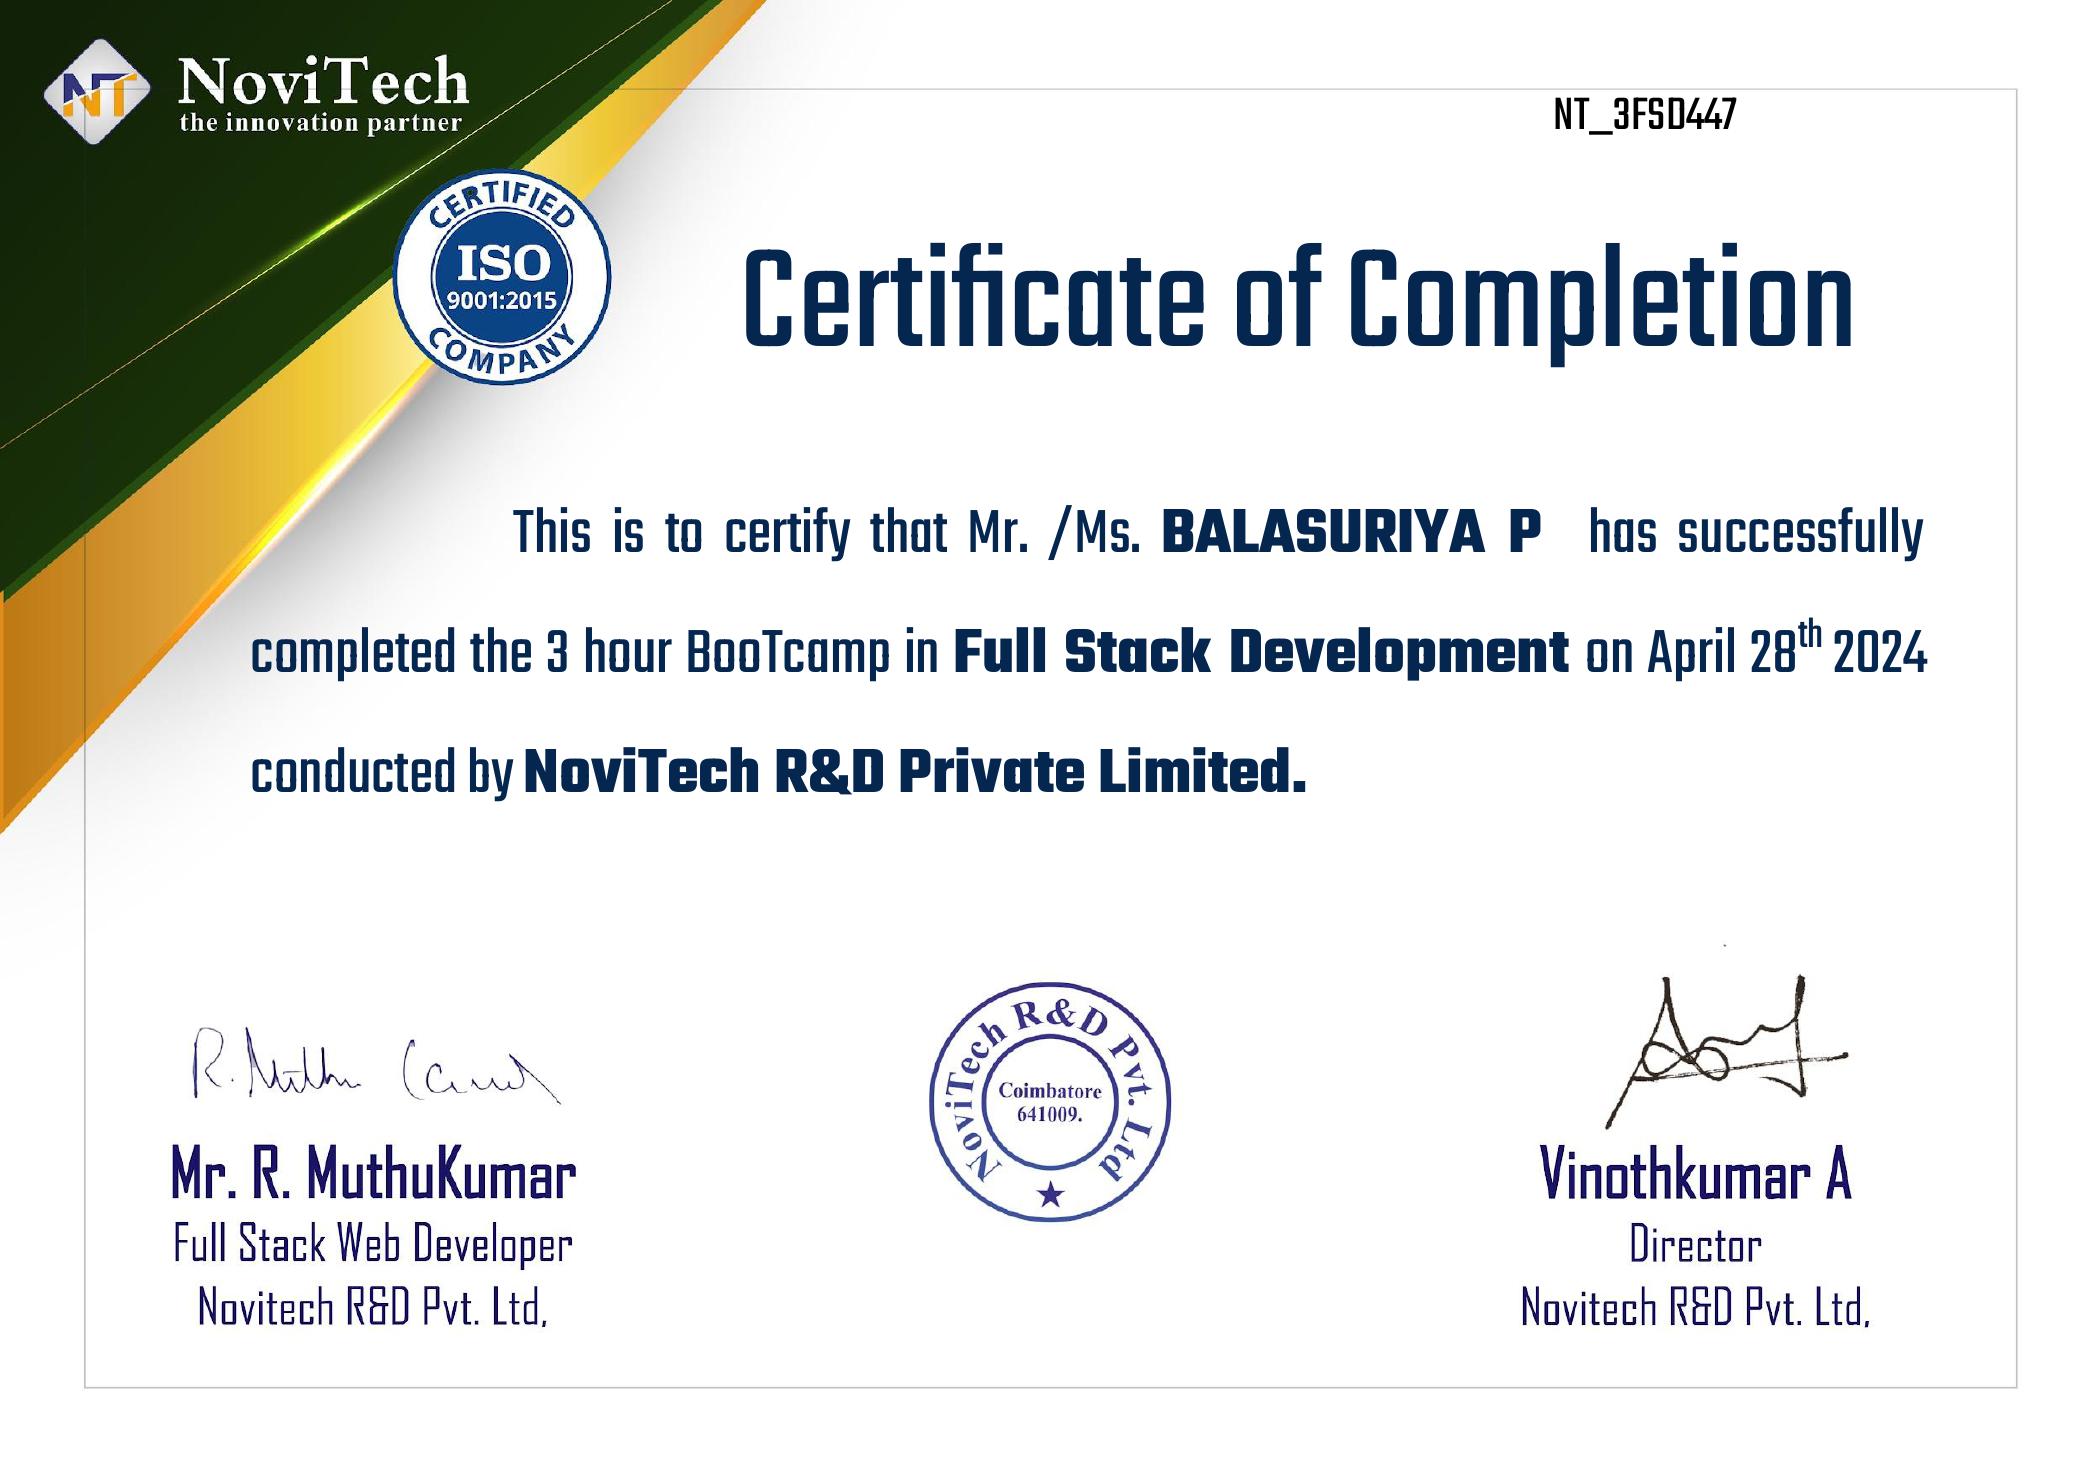 NT
NoviTech
the innovation partner
NT_3FSD447
CERTIFIED
ISO
9001:2015
COMPANY
Certificate of Completion
This is to certify that Mr. /Ms. BALASURIYA P has successfully
completed the 3 hour BooTcamp in Full Stack Development on April 28th 2024
conducted by NoviTech R&D Private Limited.
R. Muthu
NoviTech R&D Pvt. Ltd
Coimbatore
641009.
Mr. R. MuthuKumar
Full Stack Web Developer
Novitech R&D Pvt. Ltd,
Vinothkumar A
Director
Novitech R&D Pvt. Ltd,